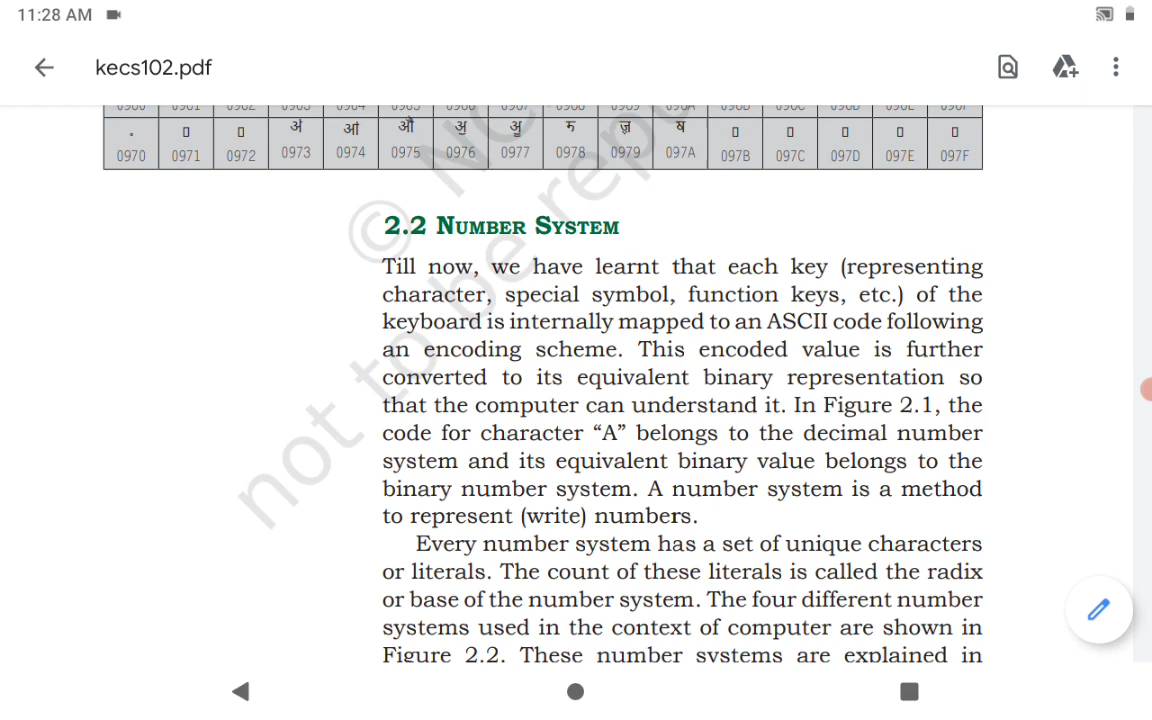 11:28 AM
kecs102.pdf
अे आे ऒ अु अू रु ज़ ष
0970 0971 0972 0973 0974 0975 0976 0977 0978 0979 097A 097B 097C 097D 097E 097F
2.2 NUMBER SYSTEM
Till now, we have learnt that each key (representing
character, special symbol, function keys, etc.) of the
keyboard is internally mapped to an ASCII code following
an encoding scheme. This encoded value is further
converted to its equivalent binary representation so
that the computer can understand it. In Figure 2.1, the
code for character “A” belongs to the decimal number
system and its equivalent binary value belongs to the
binary number system. A number system is a method
to represent (write) numbers.
Every number system has a set of unique characters
or literals. The count of these literals is called the radix
or base of the number system. The four different number
systems used in the context of computer are shown in
Figure 2.2. These number systems are explained in
© NC
not to be repu